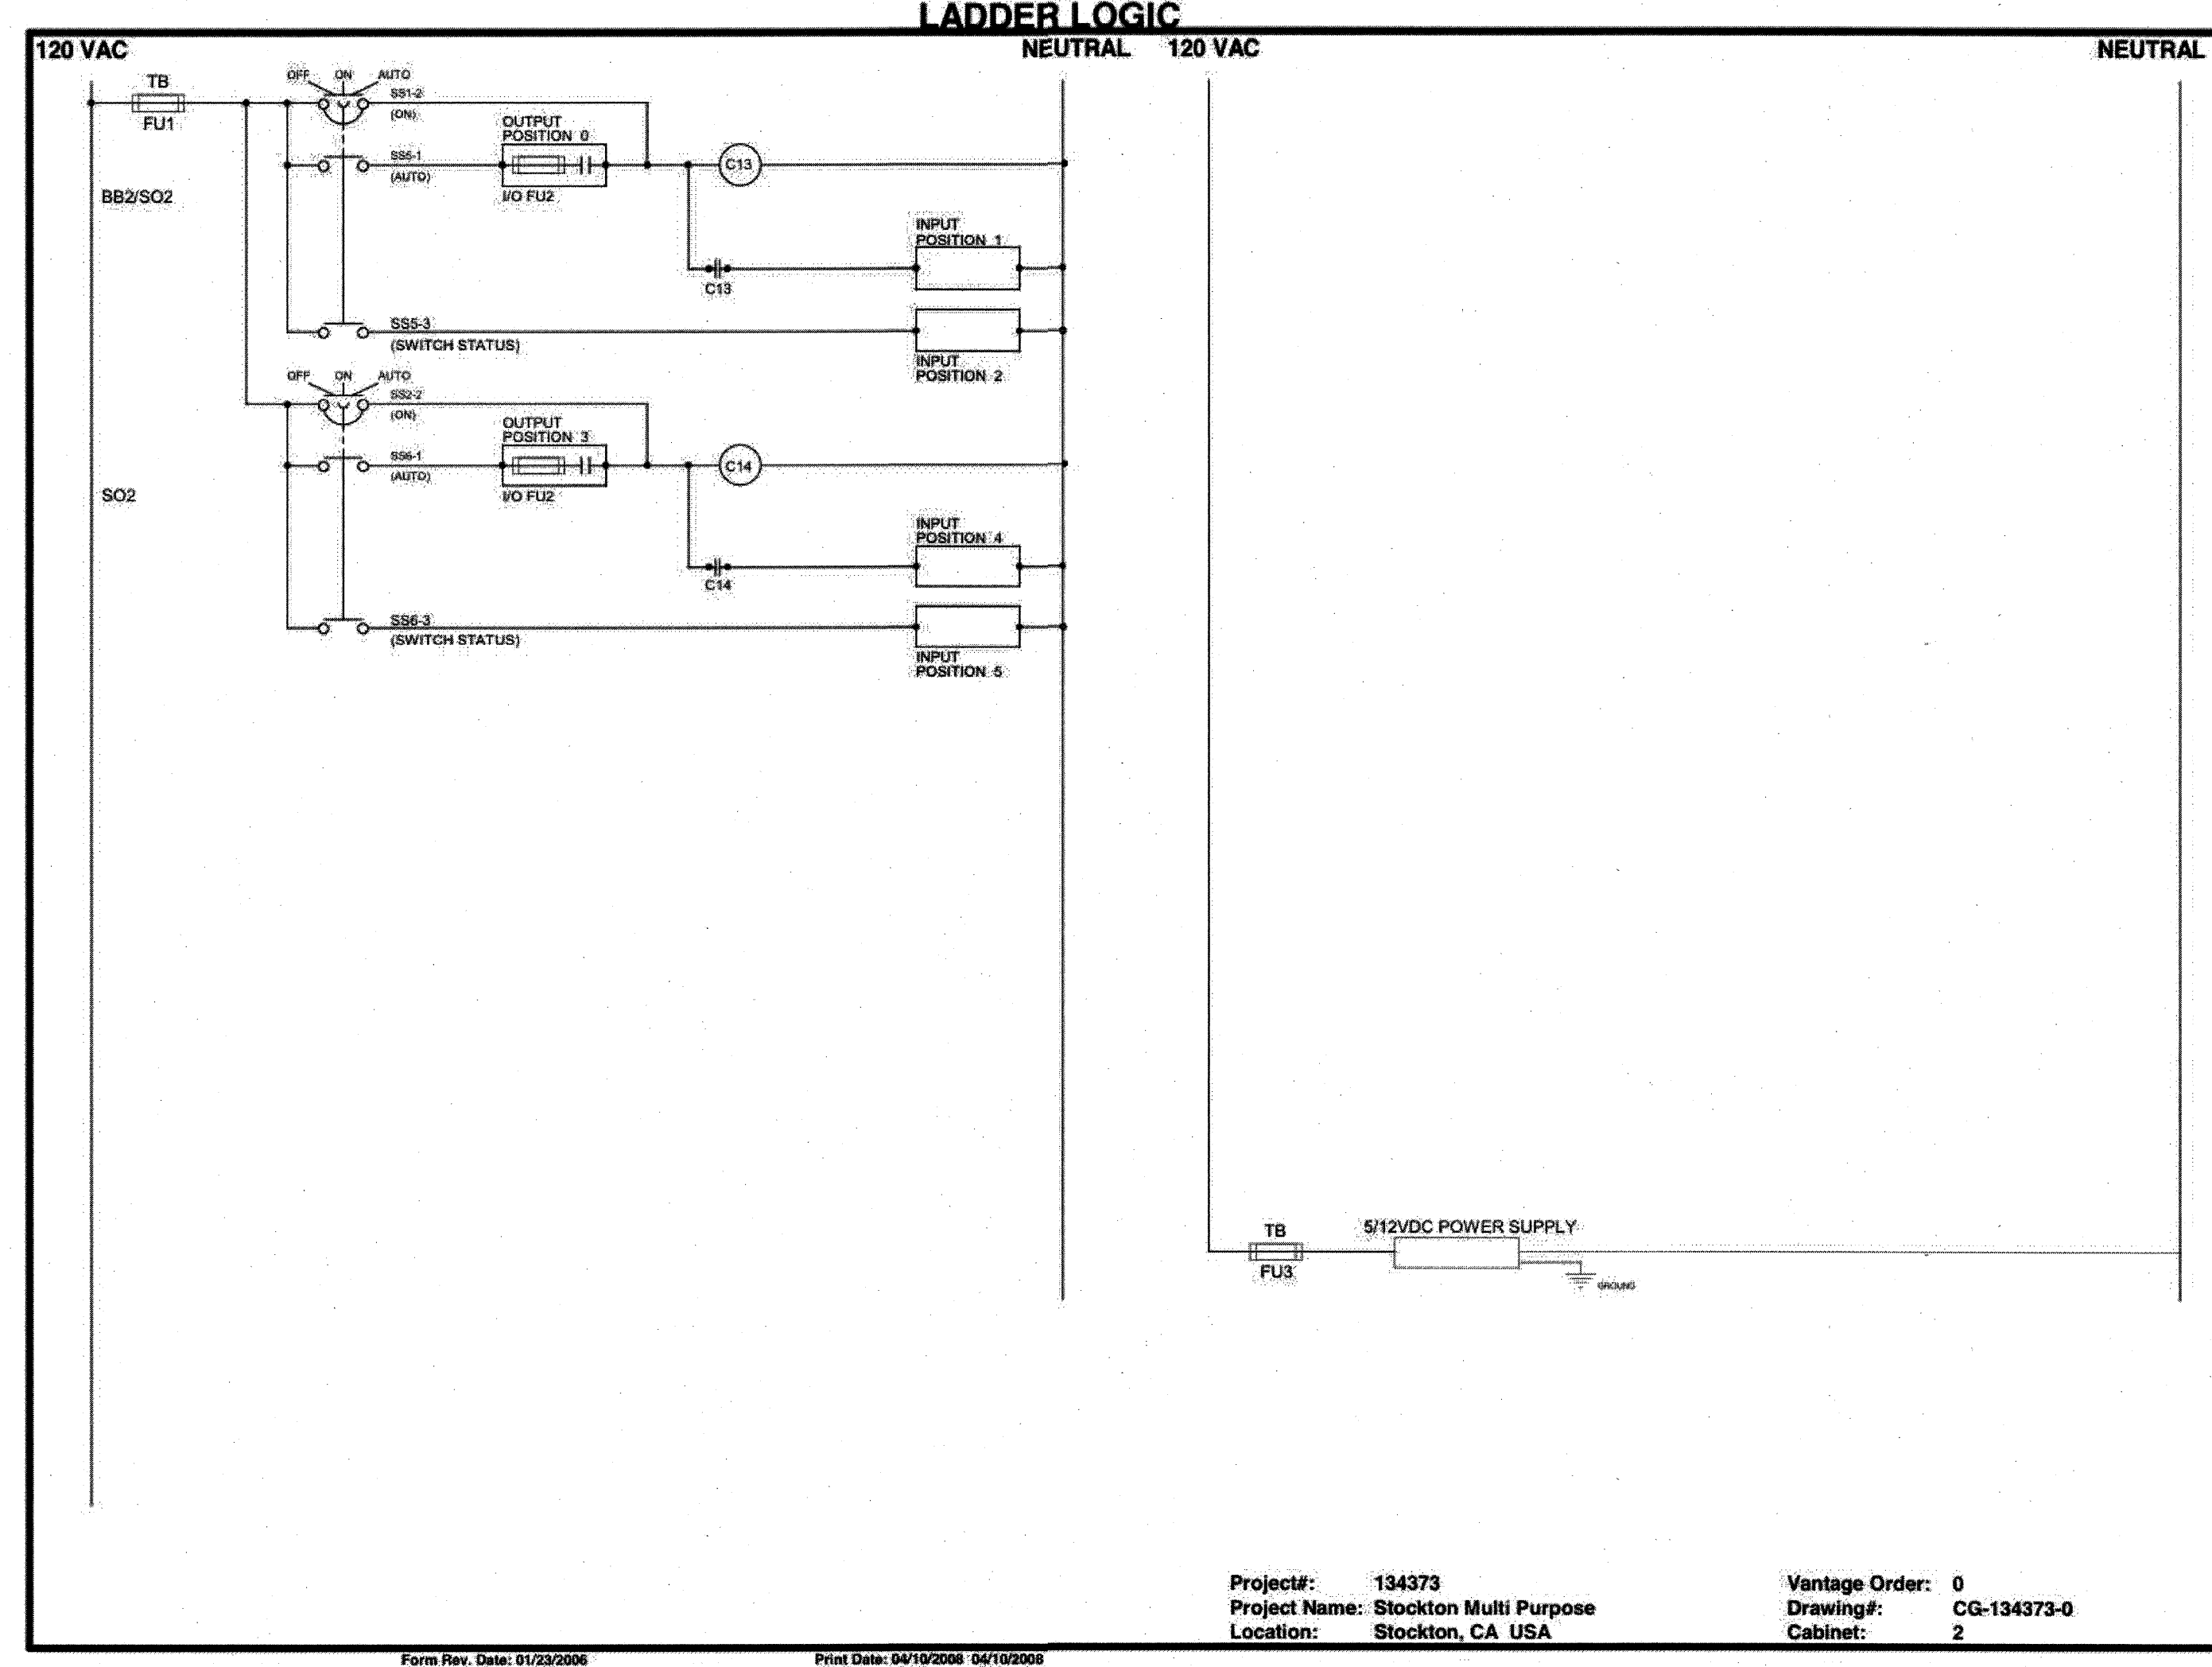 LADDER LOGIC
120 VAC
NEUTRAL
120 VAC
NEUTRAL
TB
FU1
OFF ON AUTO
SS1-2
(ON)
OUTPUT
POSITION 0
SS5-1
(AUTO)
I/O FU2
C13
BB2/SO2
INPUT
POSITION 1
C13
SS5-3
(SWITCH STATUS)
INPUT
POSITION 2
OFF ON AUTO
SS2-2
(ON)
OUTPUT
POSITION 3
SS6-1
(AUTO)
I/O FU2
C14
SO2
INPUT
POSITION 4
C14
SS6-3
(SWITCH STATUS)
INPUT
POSITION 5
TB
FU3
5/12VDC POWER SUPPLY
GROUND
Project#: 134373
Project Name: Stockton Multi Purpose
Location: Stockton, CA USA
Vantage Order: 0
Drawing#: CG-134373-0
Cabinet: 2
Form Rev. Date: 01/23/2006
Print Date: 04/10/2008 04/10/2008